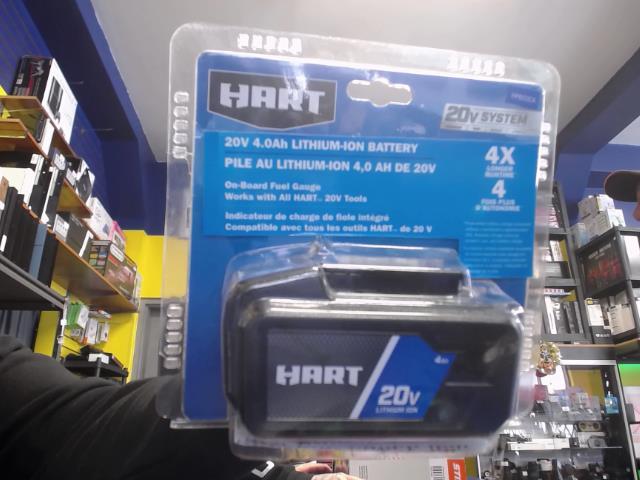 HART
20V SYSTEM
20V 4.0Ah LITHIUM-ION BATTERY
PILE AU LITHIUM-ION 4,0 AH DE 20V
4X
LONGER
RUNTIME
4
FOIS PLUS
D'AUTONOMIE
On-Board Fuel Gauge
Works with All HART™ 20V Tools
Indicateur de charge de fiole intégré
Compatible avec tous les outils HART™ de 20 V
HART
4Ah
20V
LITHIUM ION